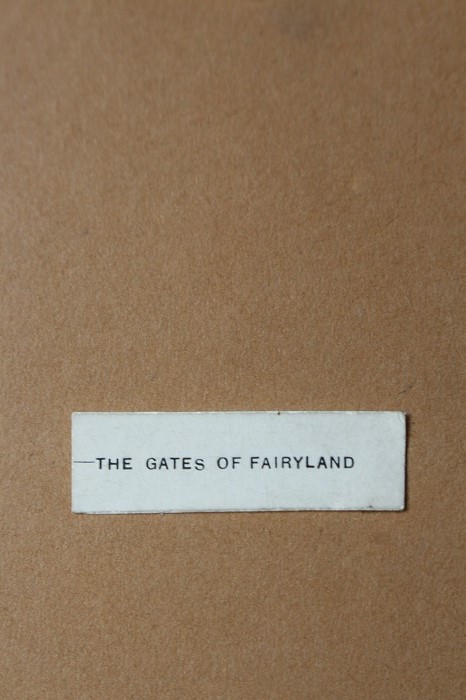 THE GATES OF FAIRYLAND